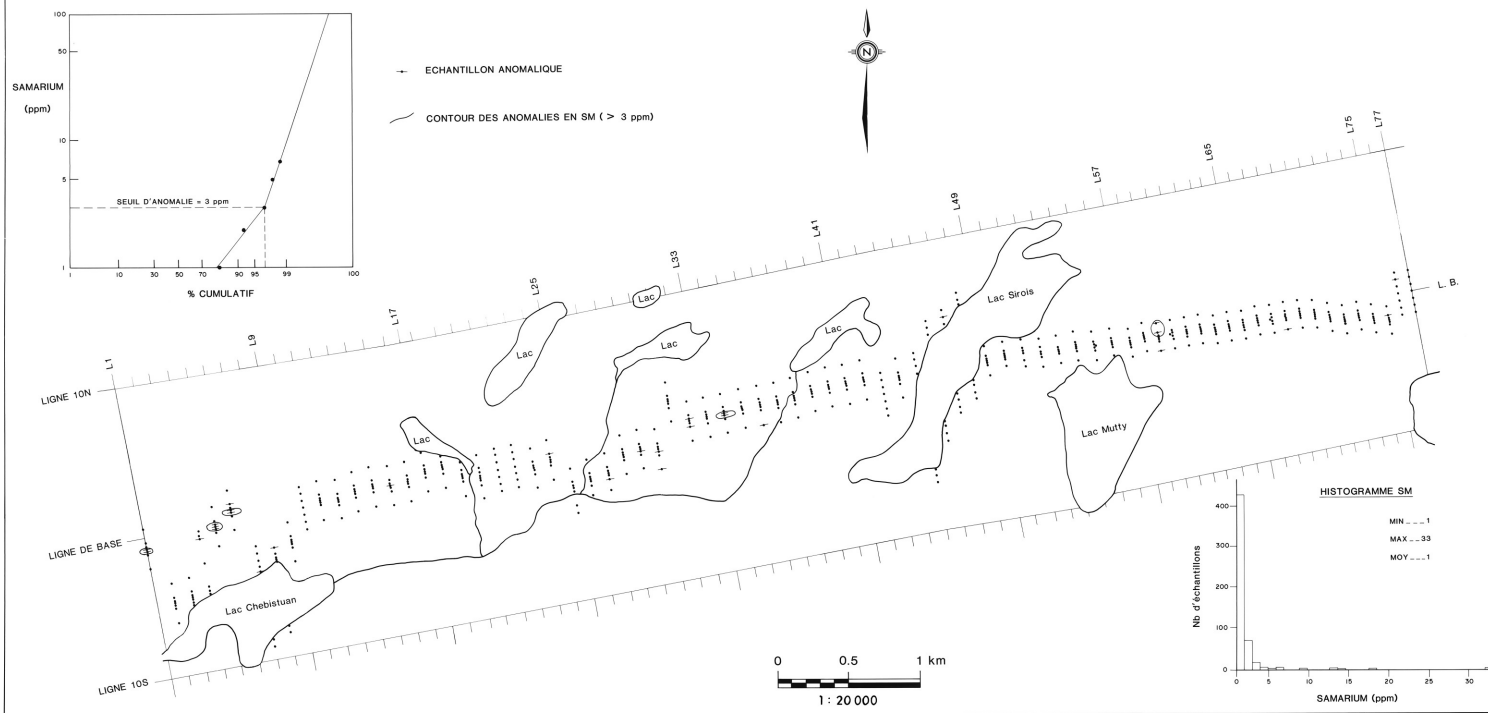 100
50
10
5
1
SAMARIUM
(ppm)
SEUIL D'ANOMALIE = 3 ppm
1 10 30 50 70 90 95 99 100
% CUMULATIF
ECHANTILLON ANOMALIQUE
CONTOUR DES ANOMALIES EN SM ( > 3 ppm)
N
L1
L9
L17
L25
L33
L41
L49
L57
L65
L75
L77
LIGNE 10N
LIGNE DE BASE
LIGNE 10S
L. B.
Lac
Lac
Lac
Lac
Lac
Lac Sirois
Lac Mutty
Lac Chebistuan
0 0.5 1 km
1: 20 000
HISTOGRAMME SM
MIN ___ 1
MAX __ 33
MOY ___ 1
Nb d'échantillons
400
300
200
100
0
0 5 10 15 20 25 30
SAMARIUM (ppm)